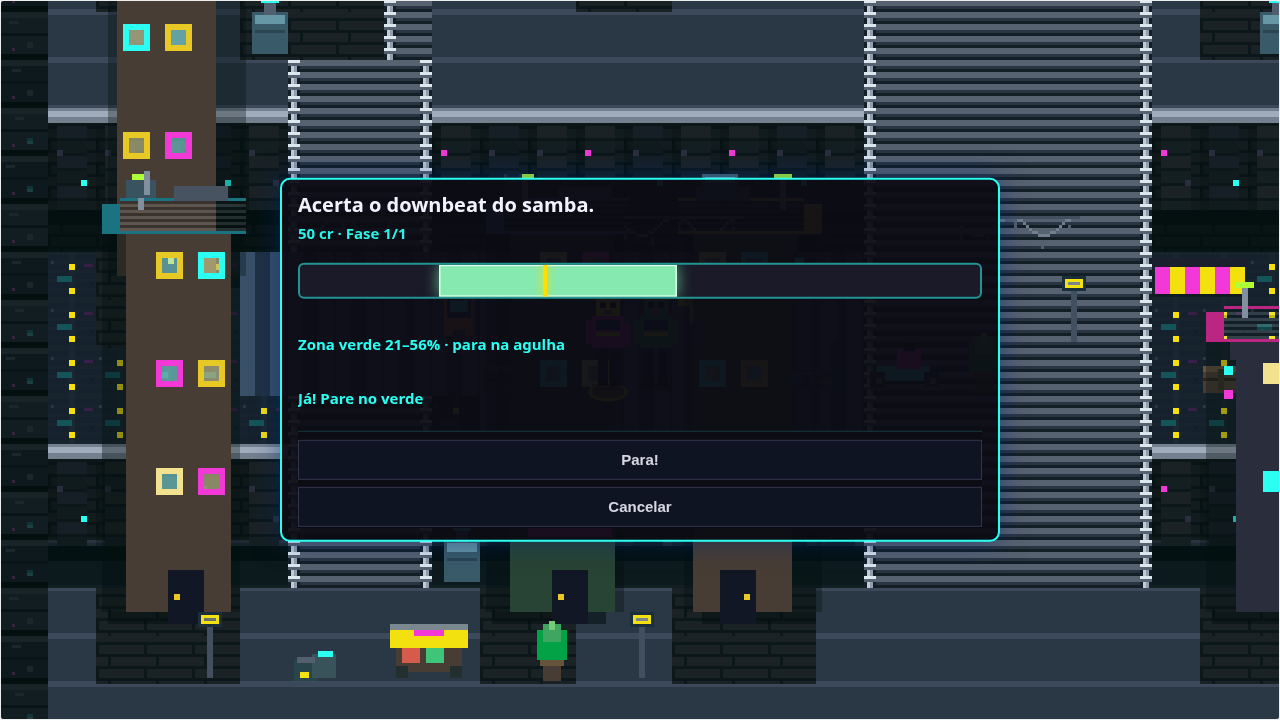 Acerta o downbeat do samba.
50 cr · Fase 1/1
Zona verde 21–56% · para na agulha
Já! Pare no verde
Para!
Cancelar